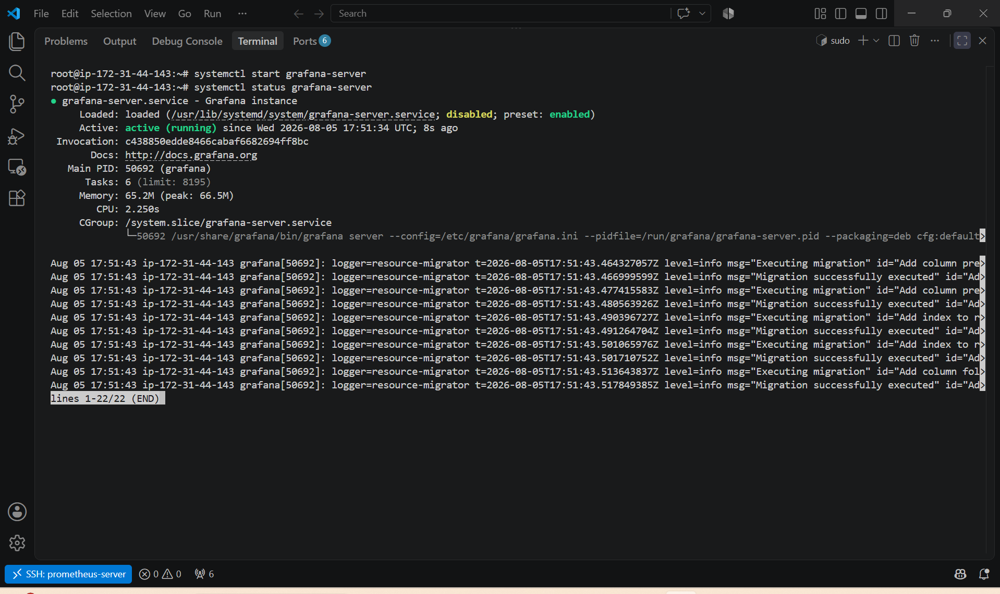 File Edit Selection View Go Run ··· Search
Problems Output Debug Console Terminal Ports 6 sudo
root@ip-172-31-44-143:~# systemctl start grafana-server
root@ip-172-31-44-143:~# systemctl status grafana-server
● grafana-server.service - Grafana instance
Loaded: loaded (/usr/lib/systemd/system/grafana-server.service; disabled; preset: enabled)
Active: active (running) since Wed 2026-08-05 17:51:34 UTC; 8s ago
Invocation: c438850edde8466cabaf6682694ff8bc
Docs: http://docs.grafana.org
Main PID: 50692 (grafana)
Tasks: 6 (limit: 8195)
Memory: 65.2M (peak: 66.5M)
CPU: 2.250s
CGroup: /system.slice/grafana-server.service
└─50692 /usr/share/grafana/bin/grafana server --config=/etc/grafana/grafana.ini --pidfile=/run/grafana/grafana-server.pid --packaging=deb cfg:default>
Aug 05 17:51:43 ip-172-31-44-143 grafana[50692]: logger=resource-migrator t=2026-08-05T17:51:43.464327057Z level=info msg="Executing migration" id="Add column pre>
Aug 05 17:51:43 ip-172-31-44-143 grafana[50692]: logger=resource-migrator t=2026-08-05T17:51:43.466999599Z level=info msg="Migration successfully executed" id="Ad>
Aug 05 17:51:43 ip-172-31-44-143 grafana[50692]: logger=resource-migrator t=2026-08-05T17:51:43.477415583Z level=info msg="Executing migration" id="Add column pre>
Aug 05 17:51:43 ip-172-31-44-143 grafana[50692]: logger=resource-migrator t=2026-08-05T17:51:43.480563926Z level=info msg="Migration successfully executed" id="Ad>
Aug 05 17:51:43 ip-172-31-44-143 grafana[50692]: logger=resource-migrator t=2026-08-05T17:51:43.490396727Z level=info msg="Executing migration" id="Add index to r>
Aug 05 17:51:43 ip-172-31-44-143 grafana[50692]: logger=resource-migrator t=2026-08-05T17:51:43.491264704Z level=info msg="Migration successfully executed" id="Ad>
Aug 05 17:51:43 ip-172-31-44-143 grafana[50692]: logger=resource-migrator t=2026-08-05T17:51:43.501065976Z level=info msg="Executing migration" id="Add index to r>
Aug 05 17:51:43 ip-172-31-44-143 grafana[50692]: logger=resource-migrator t=2026-08-05T17:51:43.501710752Z level=info msg="Migration successfully executed" id="Ad>
Aug 05 17:51:43 ip-172-31-44-143 grafana[50692]: logger=resource-migrator t=2026-08-05T17:51:43.513643837Z level=info msg="Executing migration" id="Add column fol>
Aug 05 17:51:43 ip-172-31-44-143 grafana[50692]: logger=resource-migrator t=2026-08-05T17:51:43.517849385Z level=info msg="Migration successfully executed" id="Ad>
lines 1-22/22 (END)
SSH: prometheus-server 0 0 6